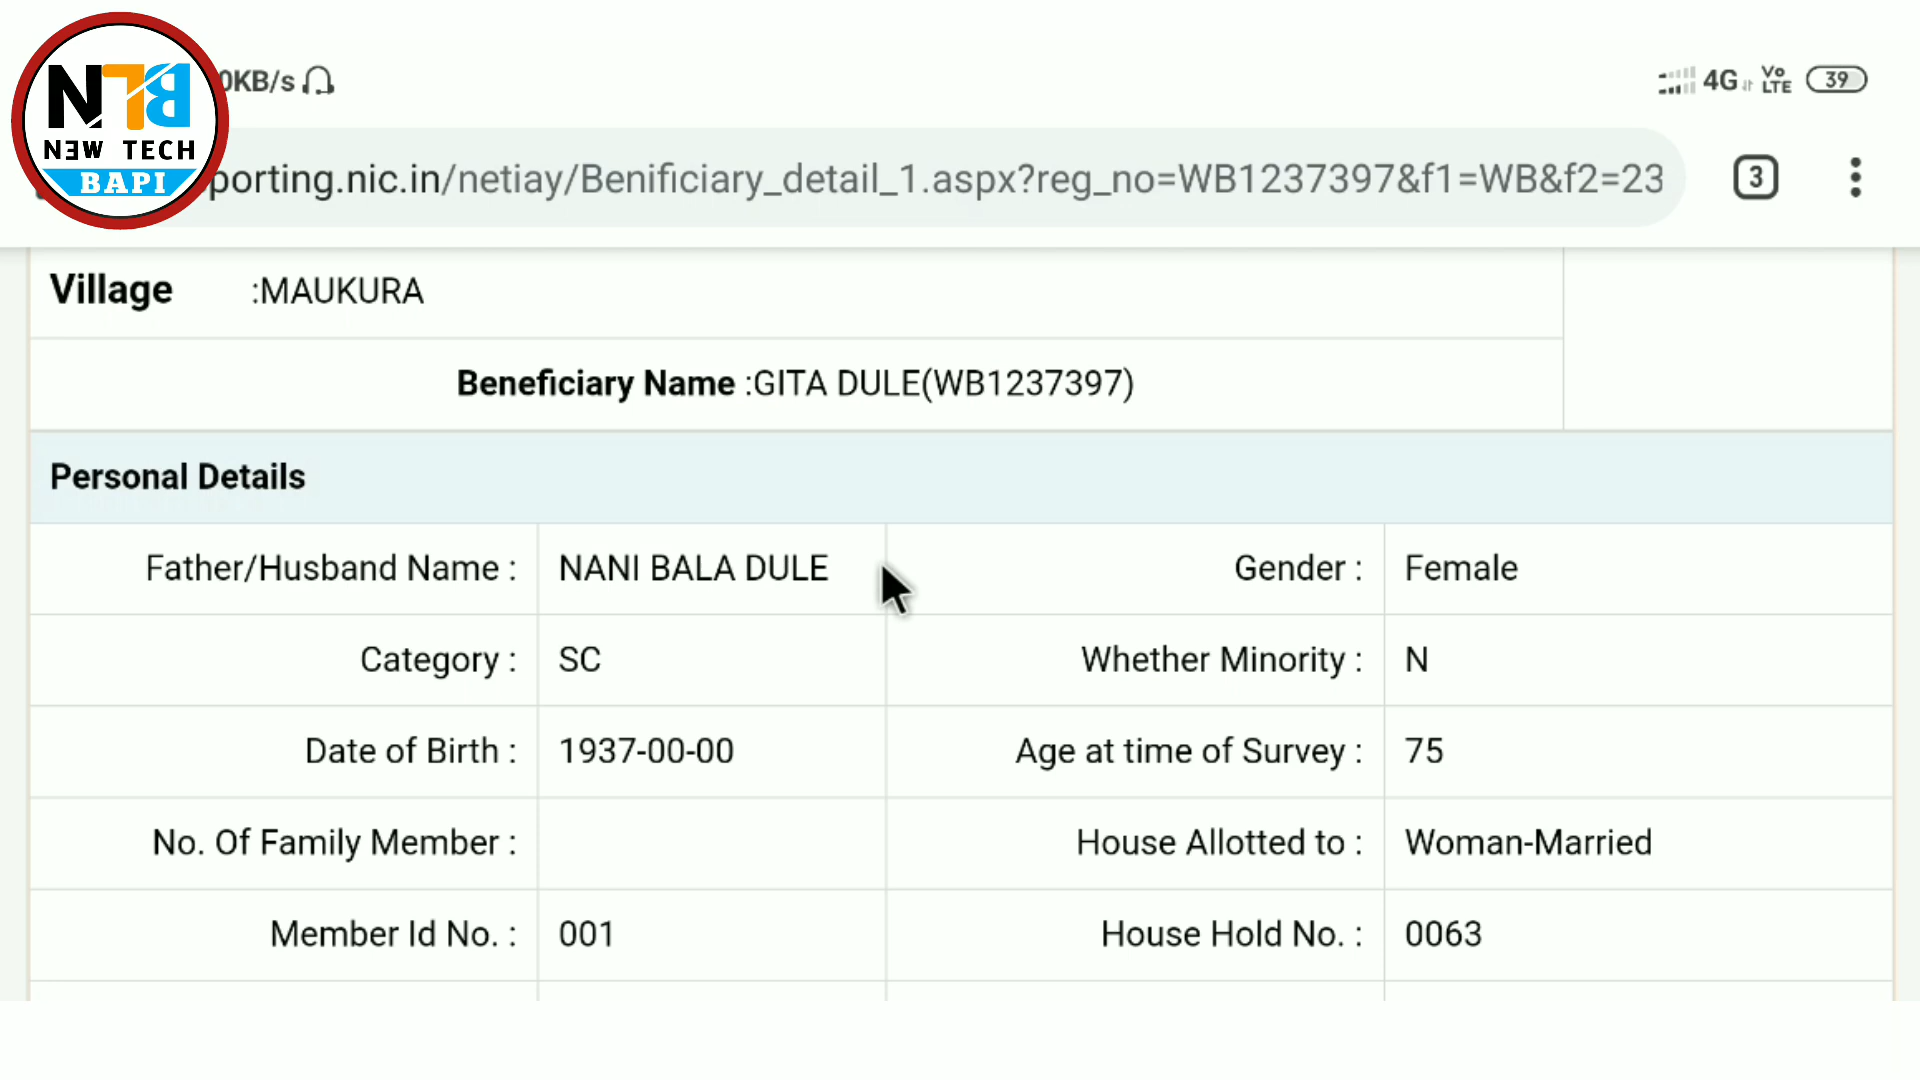 0KB/s 4G Vo LTE 39
NTB
NEW TECH
BAPI
porting.nic.in/netiay/Benificiary_detail_1.aspx?reg_no=WB1237397&f1=WB&f2=23 3
Village :MAUKURA
Beneficiary Name :GITA DULE(WB1237397)
Personal Details
Father/Husband Name : NANI BALA DULE Gender : Female
Category : SC Whether Minority : N
Date of Birth : 1937-00-00 Age at time of Survey : 75
No. Of Family Member : House Allotted to : Woman-Married
Member Id No. : 001 House Hold No. : 0063